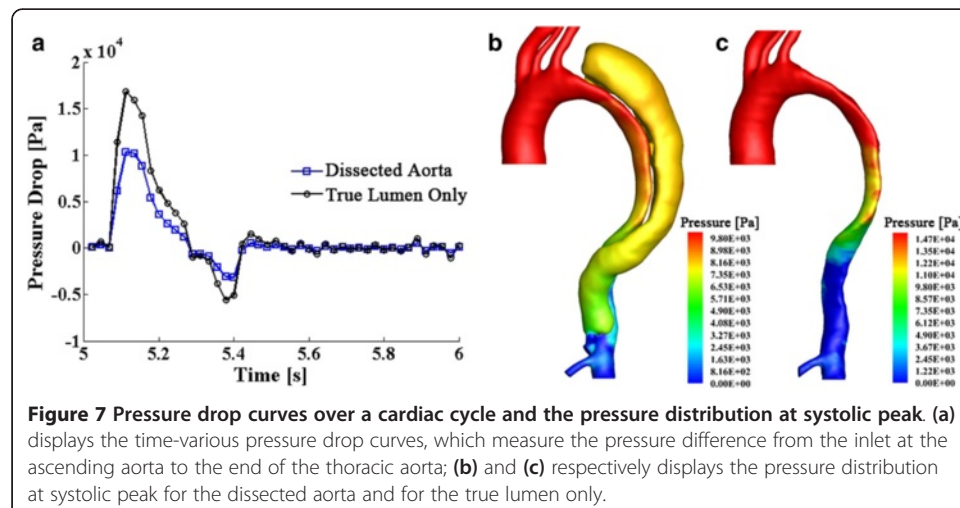 a
b
c
x 10^4
2
1.5
1
0.5
0
-0.5
-1
Pressure Drop [Pa]
Dissected Aorta
True Lumen Only
5
5.2
5.4
5.6
5.8
6
Time [s]
Pressure [Pa]
9.80E+03
8.98E+03
8.16E+03
7.35E+03
6.53E+03
5.71E+03
4.90E+03
4.08E+03
3.27E+03
2.45E+03
1.63E+03
8.16E+02
0.00E+00
Pressure [Pa]
1.47E+04
1.35E+04
1.22E+04
1.10E+04
9.80E+03
8.57E+03
7.35E+03
6.12E+03
4.90E+03
3.67E+03
2.45E+03
1.22E+03
0.00E+00
Figure 7 Pressure drop curves over a cardiac cycle and the pressure distribution at systolic peak. (a)
displays the time-various pressure drop curves, which measure the pressure difference from the inlet at the
ascending aorta to the end of the thoracic aorta; (b) and (c) respectively displays the pressure distribution
at systolic peak for the dissected aorta and for the true lumen only.